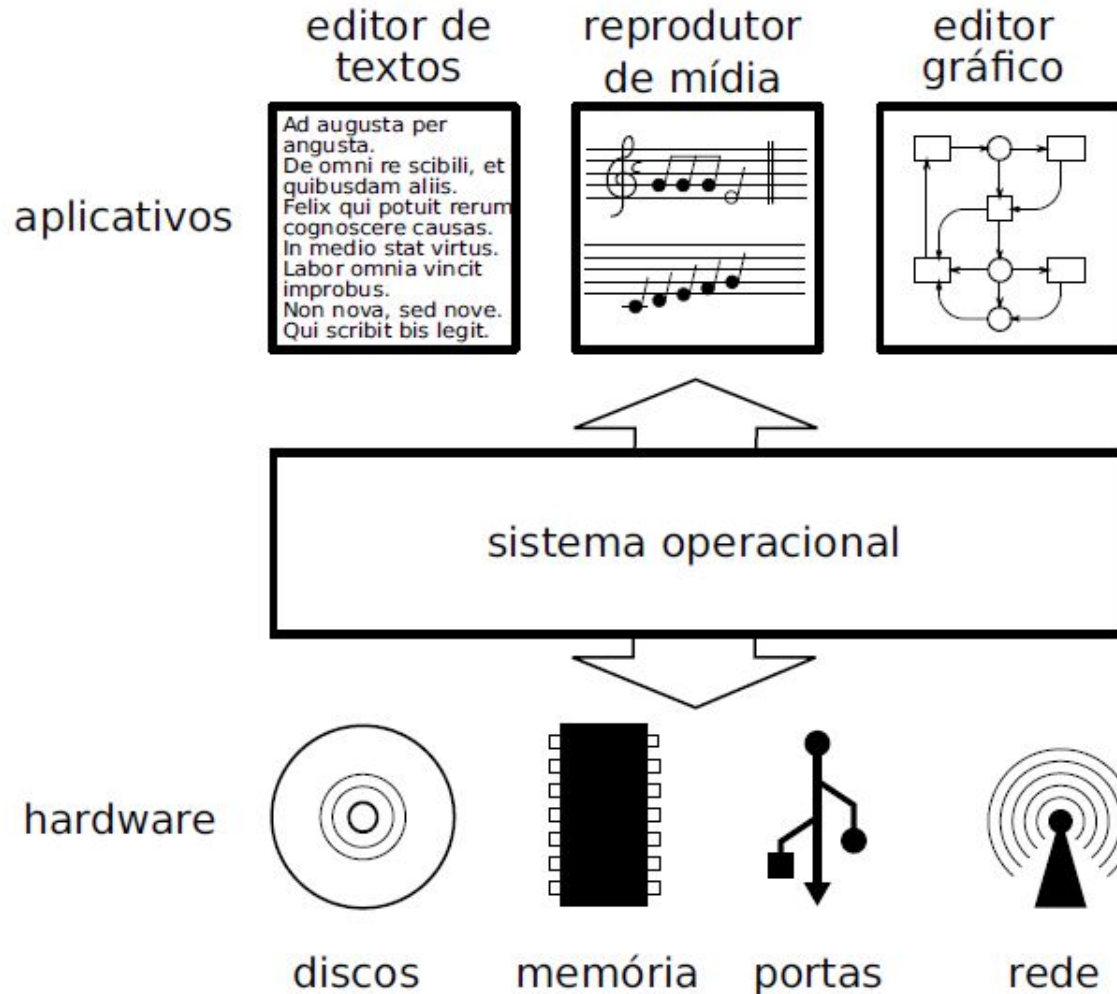 editor de
textos
reprodutor
de mídia
editor
gráfico
aplicativos
Ad augusta per
angusta.
De omni re scibili, et
quibusdam aliis.
Felix qui potuit rerum
cognoscere causas.
In medio stat virtus.
Labor omnia vincit
improbus.
Non nova, sed nove.
Qui scribit bis legit.
sistema operacional
hardware
discos
memória
portas
rede